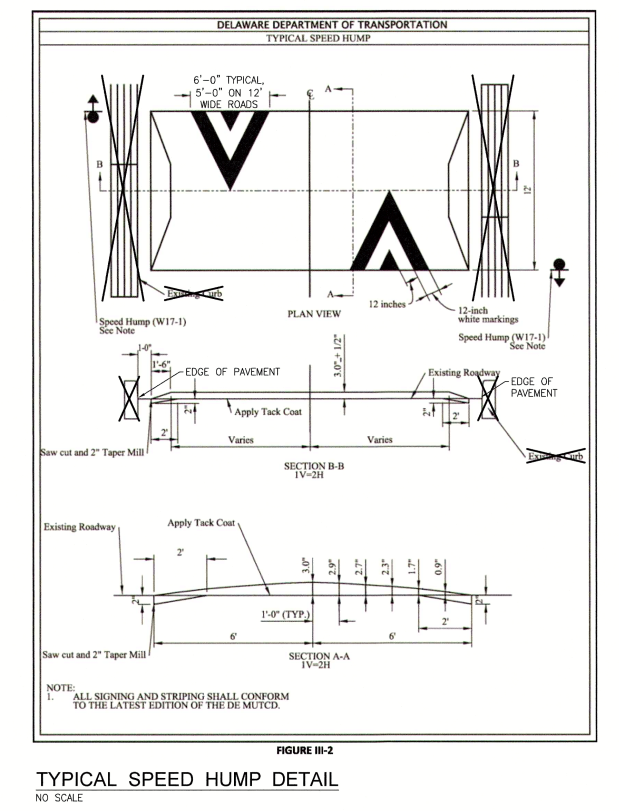 DELAWARE DEPARTMENT OF TRANSPORTATION
TYPICAL SPEED HUMP
6'-0" TYPICAL,
5'-0" ON 12'
WIDE ROADS
℄
A
B
B
12'
Existing Curb
A
12 inches
12-inch
white markings
PLAN VIEW
Speed Hump (W17-1)
See Note
Speed Hump (W17-1)
See Note
1-0"
1'-6"
EDGE OF PAVEMENT
3.0"± 1/2"
Existing Roadway
EDGE OF
PAVEMENT
2"
Apply Tack Coat
2"
2'
2'
Varies
Varies
Saw cut and 2" Taper Mill
Existing Curb
SECTION B-B
1V=2H
Existing Roadway
Apply Tack Coat
2'
3.0"
2.9"
2.7"
2.3"
1.7"
0.9"
2"
2"
1'-0" (TYP.)
2'
6'
6'
Saw cut and 2" Taper Mill
SECTION A-A
1V=2H
NOTE:
1. ALL SIGNING AND STRIPING SHALL CONFORM
TO THE LATEST EDITION OF THE DE MUTCD.
FIGURE III-2
TYPICAL SPEED HUMP DETAIL
NO SCALE